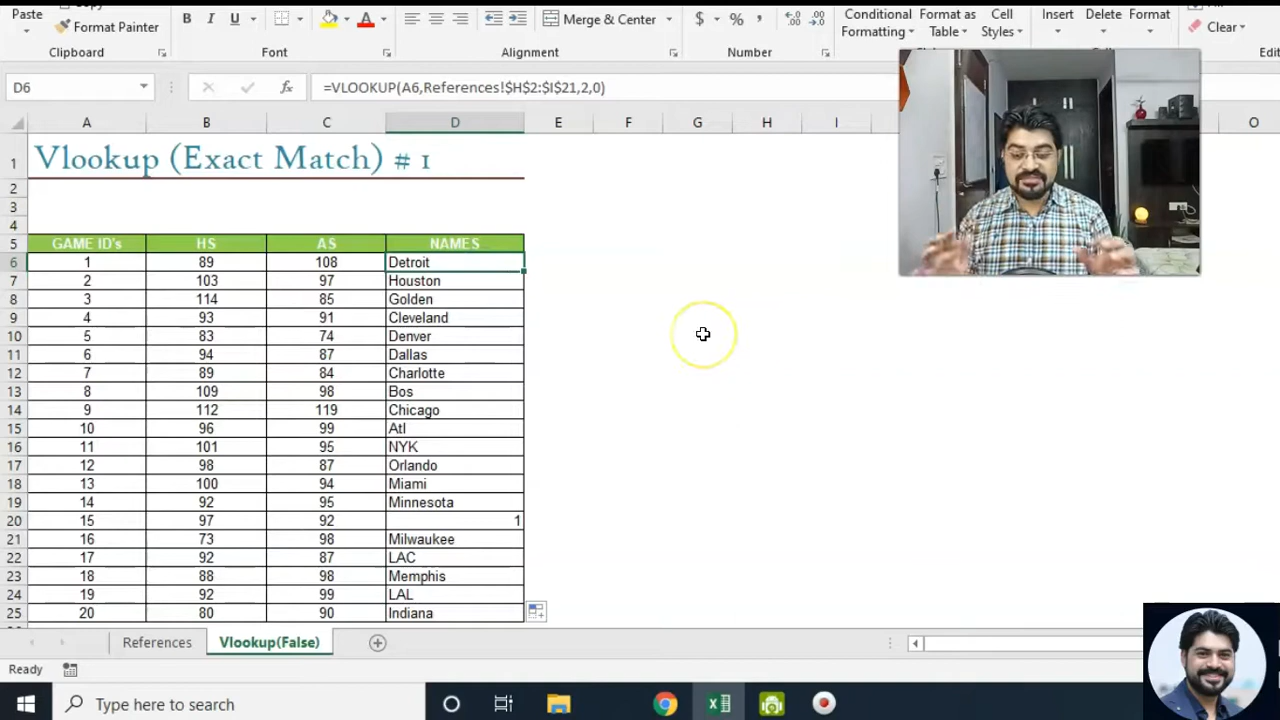 Paste
Format Painter
B I U A
Merge & Center
$ % ,
Conditional Formatting
Format as Table
Cell Styles
Insert
Delete
Format
Clear
Clipboard
Font
Alignment
Number
Edit
D6 fx =VLOOKUP(A6,References!$H$2:$I$21,2,0)
A B C D E F G H I O
1 Vlookup (Exact Match) # 1
2
3
4
5 GAME ID's HS AS NAMES
6 1 89 108 Detroit
7 2 103 97 Houston
8 3 114 85 Golden
9 4 93 91 Cleveland
10 5 83 74 Denver
11 6 94 87 Dallas
12 7 89 84 Charlotte
13 8 109 98 Bos
14 9 112 119 Chicago
15 10 96 99 Atl
16 11 101 95 NYK
17 12 98 87 Orlando
18 13 100 94 Miami
19 14 92 95 Minnesota
20 15 97 92 1
21 16 73 98 Milwaukee
22 17 92 87 LAC
23 18 88 98 Memphis
24 19 92 99 LAL
25 20 80 90 Indiana
References Vlookup(False)
Ready
Type here to search